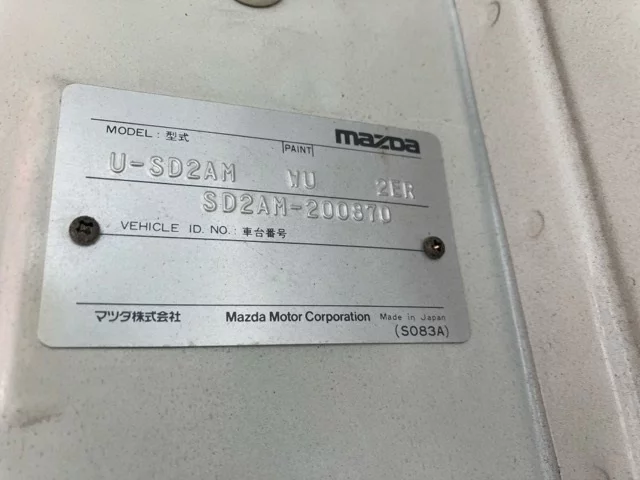 mazda
MODEL: 型式 PAINT
U-SD2AM WU 2ER
SD2AM-200870
VEHICLE ID. NO.: 車台番号
マツダ株式会社 Mazda Motor Corporation Made in Japan
(S083A)